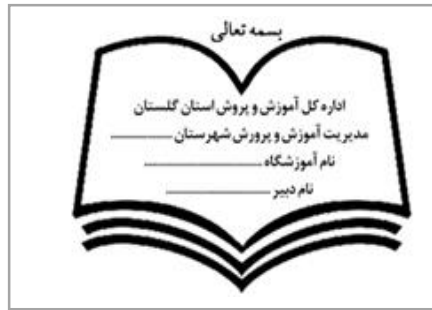 بسمه تعالی
اداره کل آموزش و پروش استان گلستان
مدیریت آموزش و پرورش شهرستان ...............
نام آموزشگاه ...............................
نام دبیر ...........................